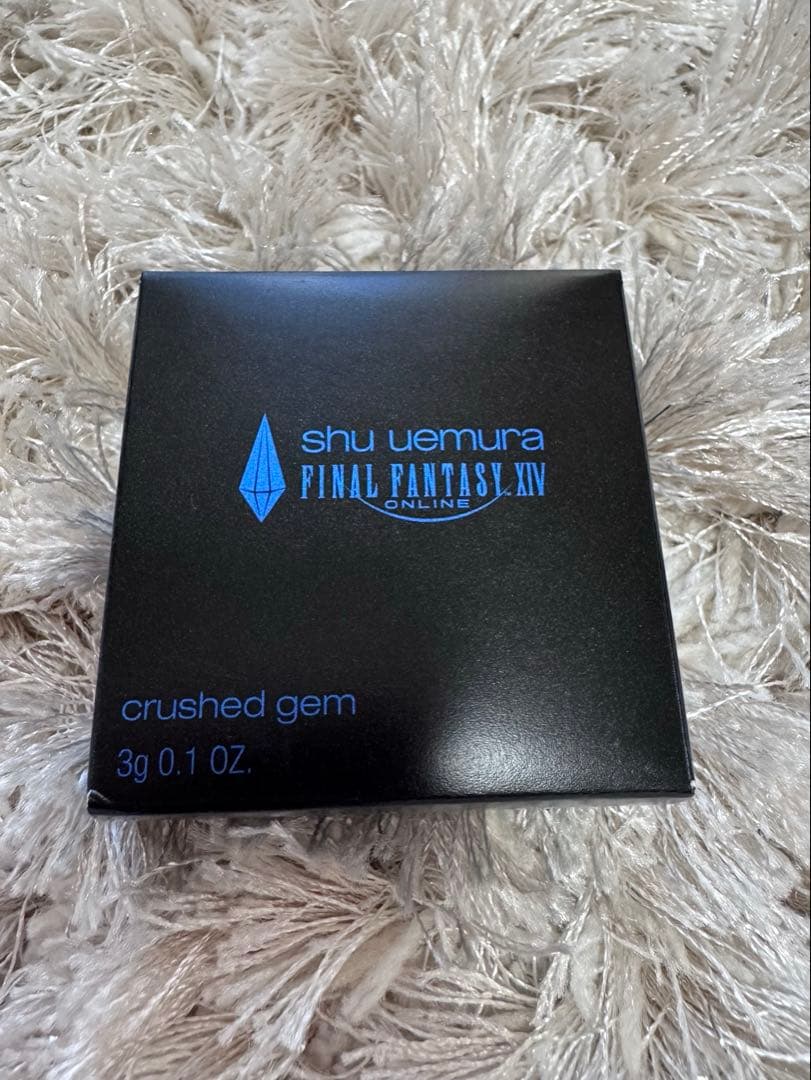 shu uemura
FINAL FANTASY XIV
ONLINE
crushed gem
3g 0.1 OZ.